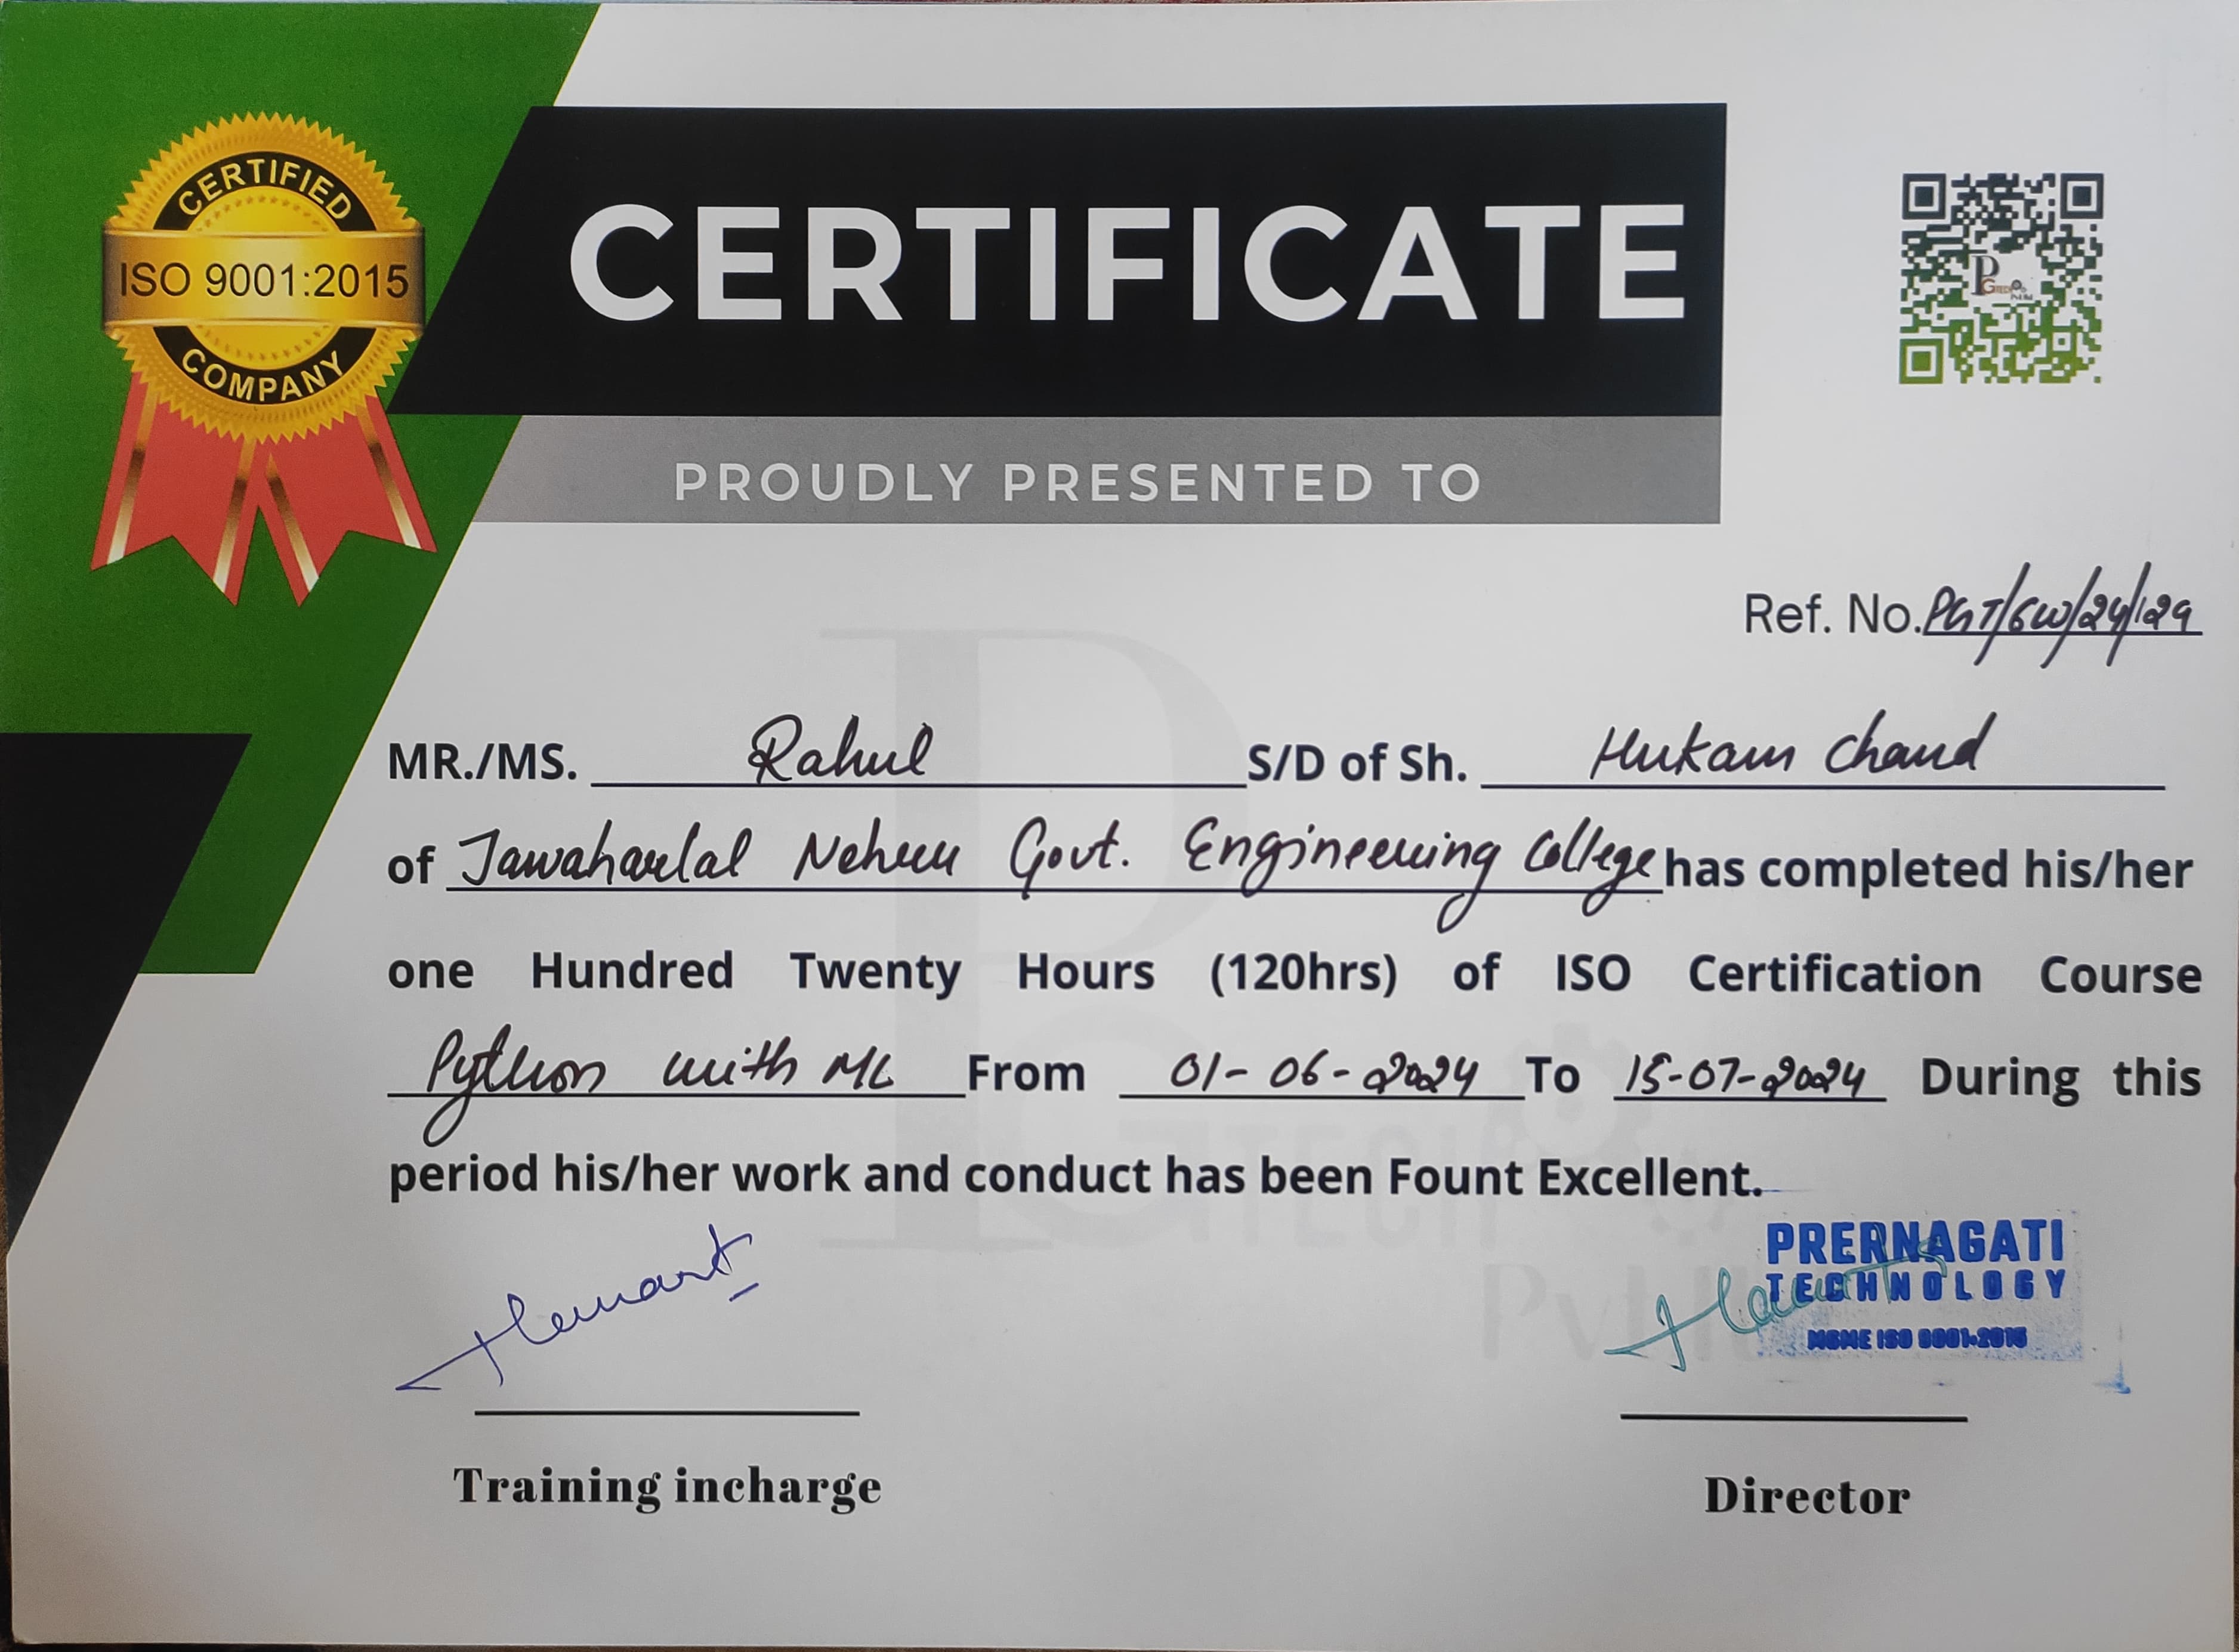 CERTIFIED
ISO 9001:2015
COMPANY
CERTIFICATE
PROUDLY PRESENTED TO
Ref. No. PGT/SW/24/129
MR./MS. Rahul S/D of Sh. Hukam Chand
of Jawaharlal Nehru Govt. Engineering College has completed his/her
one Hundred Twenty Hours (120hrs) of ISO Certification Course
Python with ML From 01-06-2024 To 15-07-2024 During this
period his/her work and conduct has been Fount Excellent.
Hemant
PRERNAGATI
TECHNOLOGY
MSME ISO 9001:2015
Training incharge
Director